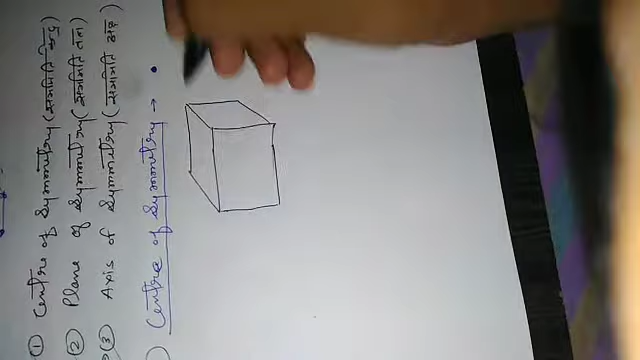 ① Centre of Symmetry (सममिति केन्द्र)
② Plane of Symmetry (सममिति तल)
③ Axis of Symmetry (सममिति अक्ष)
Centre of Symmetry →